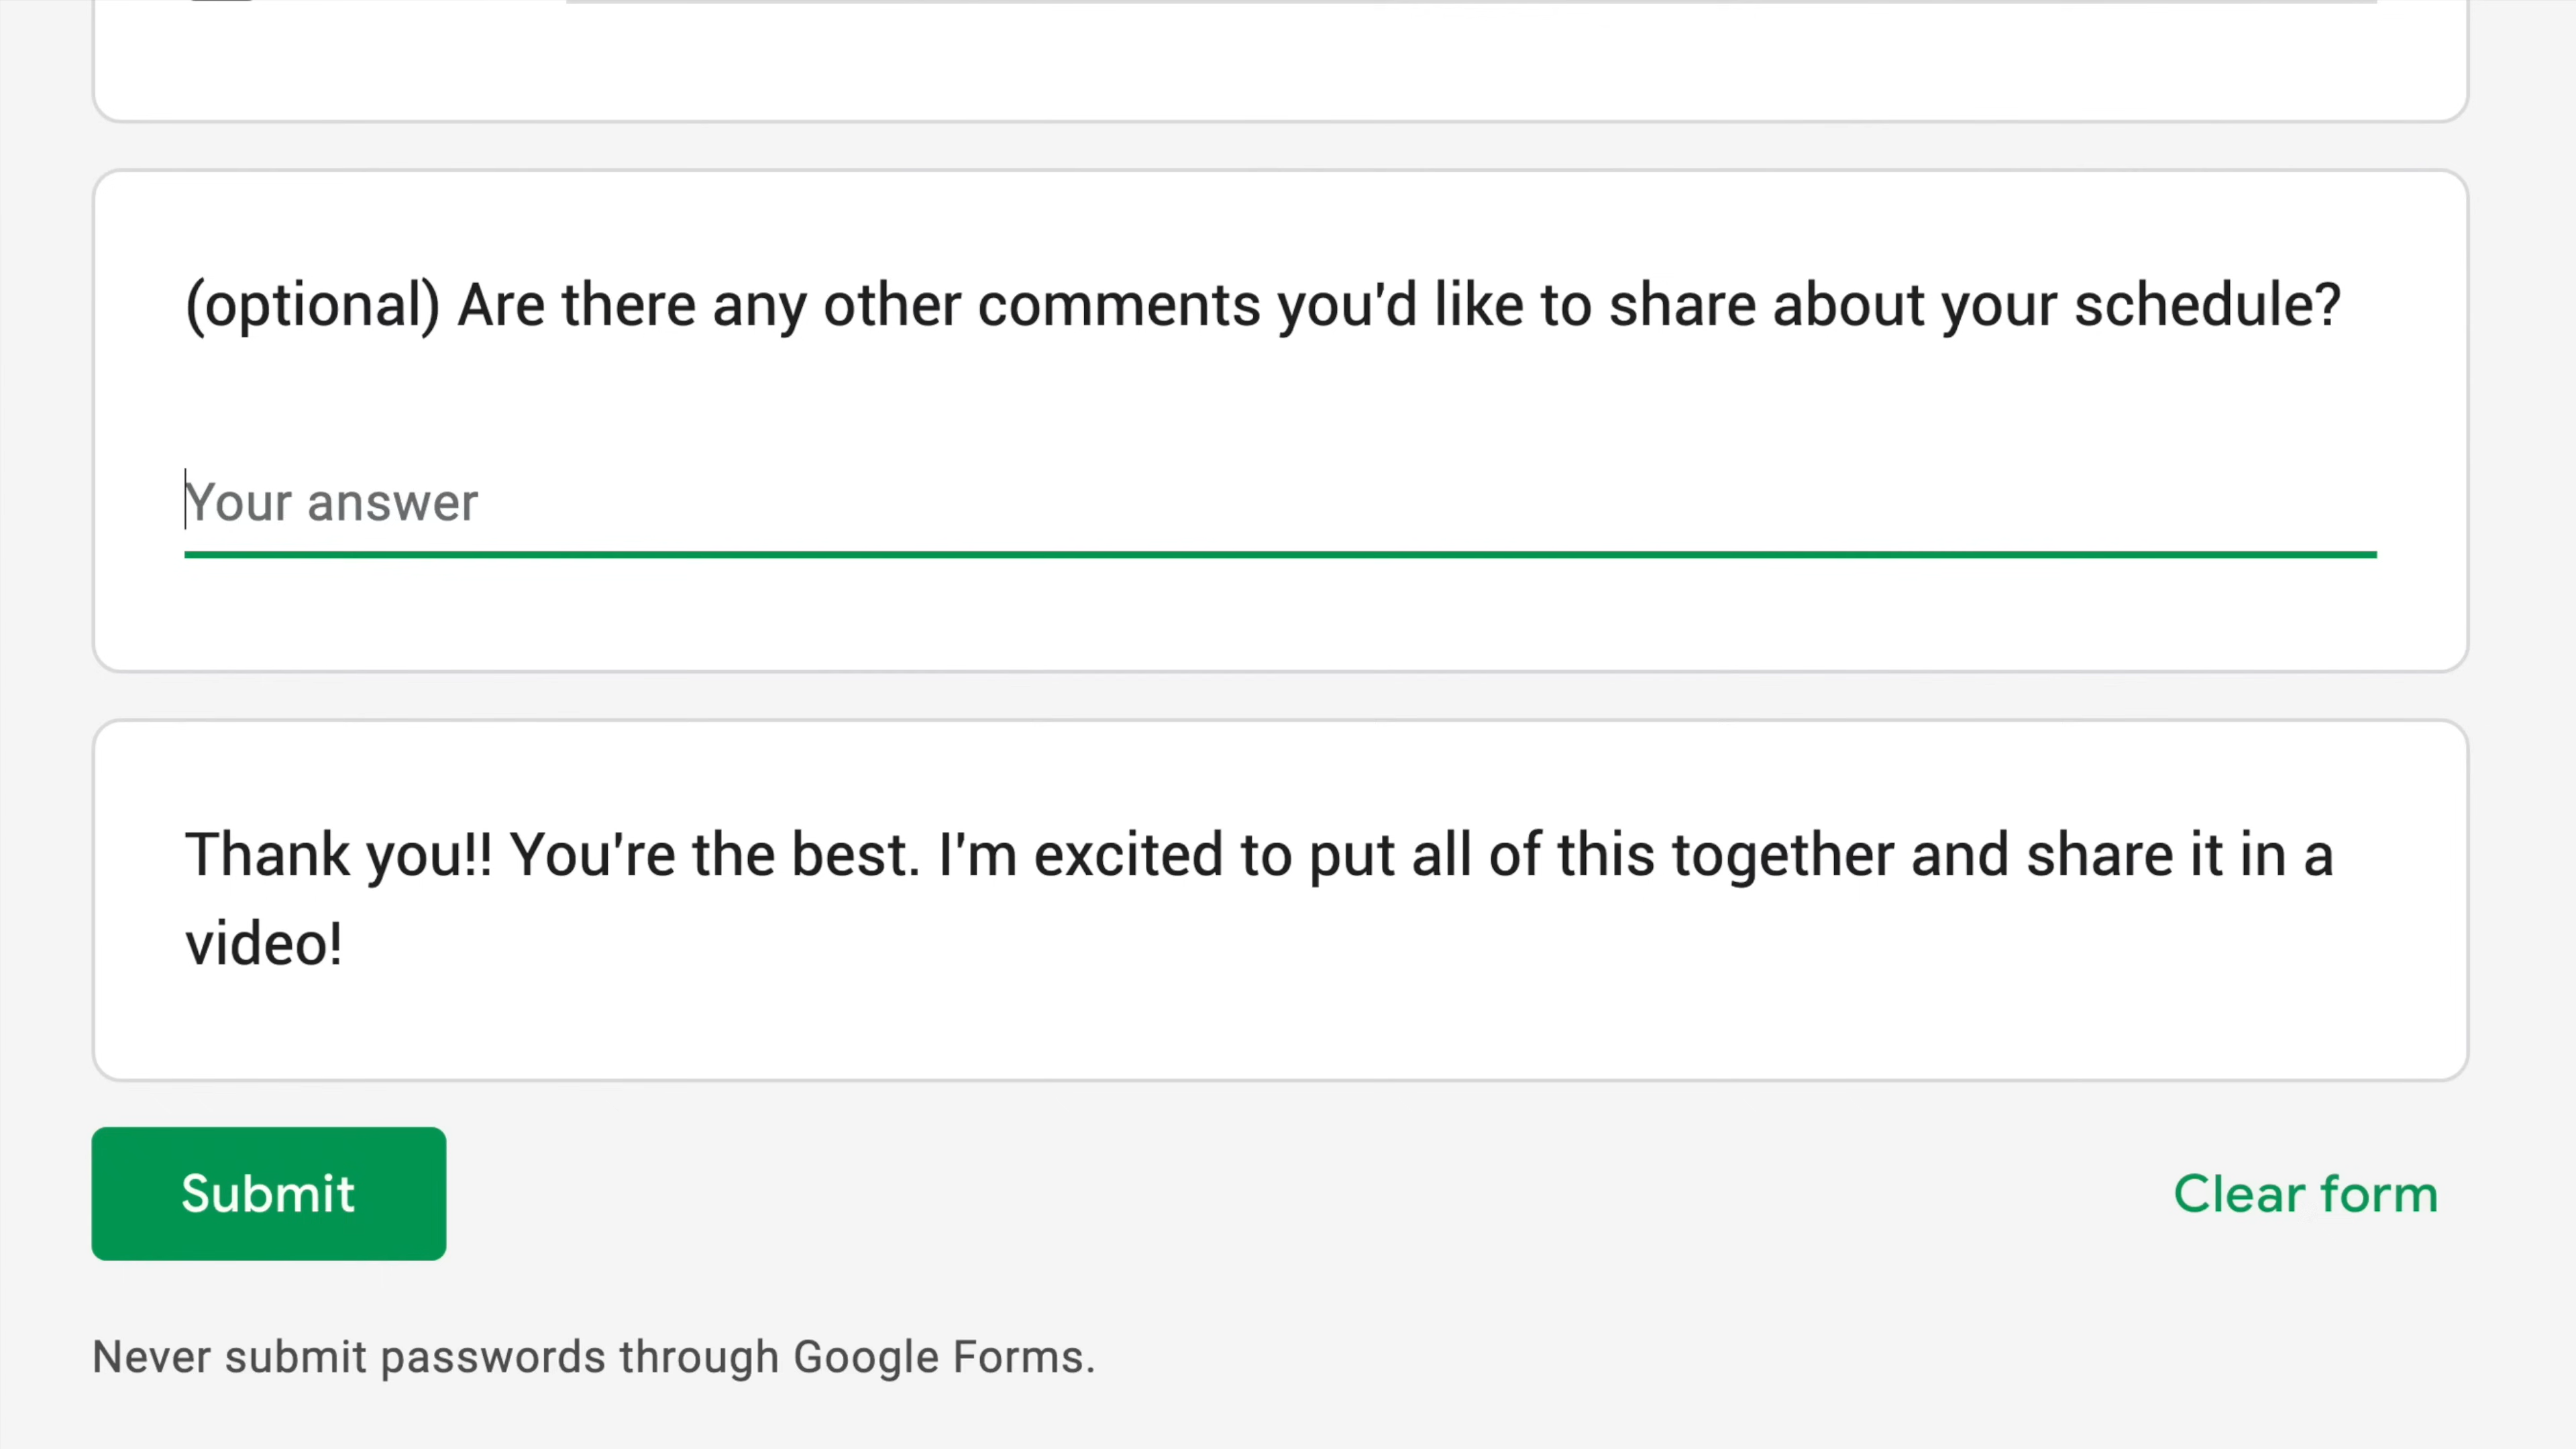 (optional) Are there any other comments you'd like to share about your schedule?
Your answer
Thank you!! You're the best. I'm excited to put all of this together and share it in a
video!
Submit
Clear form
Never submit passwords through Google Forms.